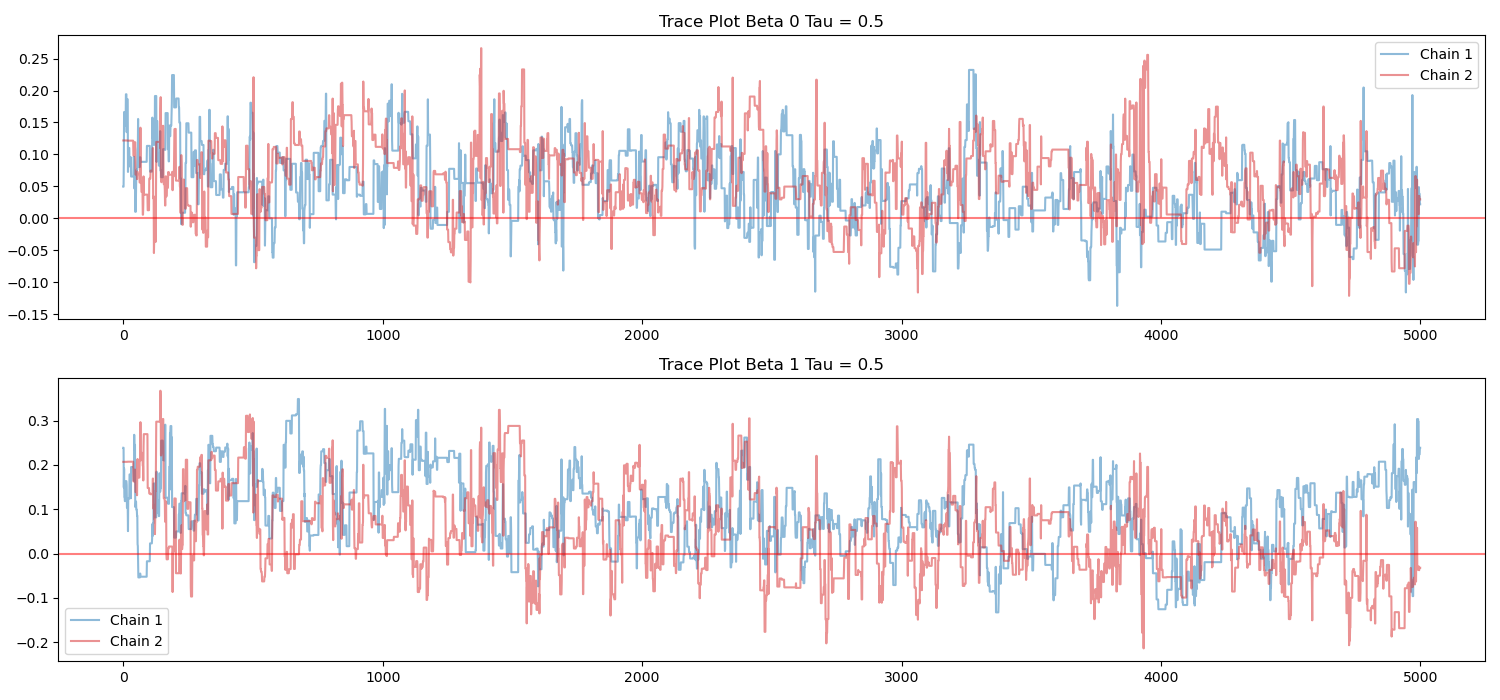 Trace Plot Beta 0 Tau = 0.5
0.25
0.20
0.15
0.10
0.05
0.00
−0.05
−0.10
−0.15
Chain 1
Chain 2
0 1000 2000 3000 4000 5000
Trace Plot Beta 1 Tau = 0.5
0.3
0.2
0.1
0.0
−0.1
−0.2
Chain 1
Chain 2
0 1000 2000 3000 4000 5000